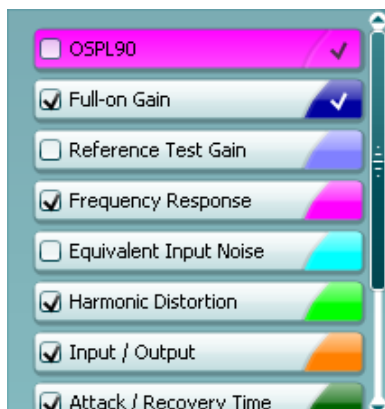 OSPL90
Full-on Gain
Reference Test Gain
Frequency Response
Equivalent Input Noise
Harmonic Distortion
Input / Output
Attack / Recovery Time